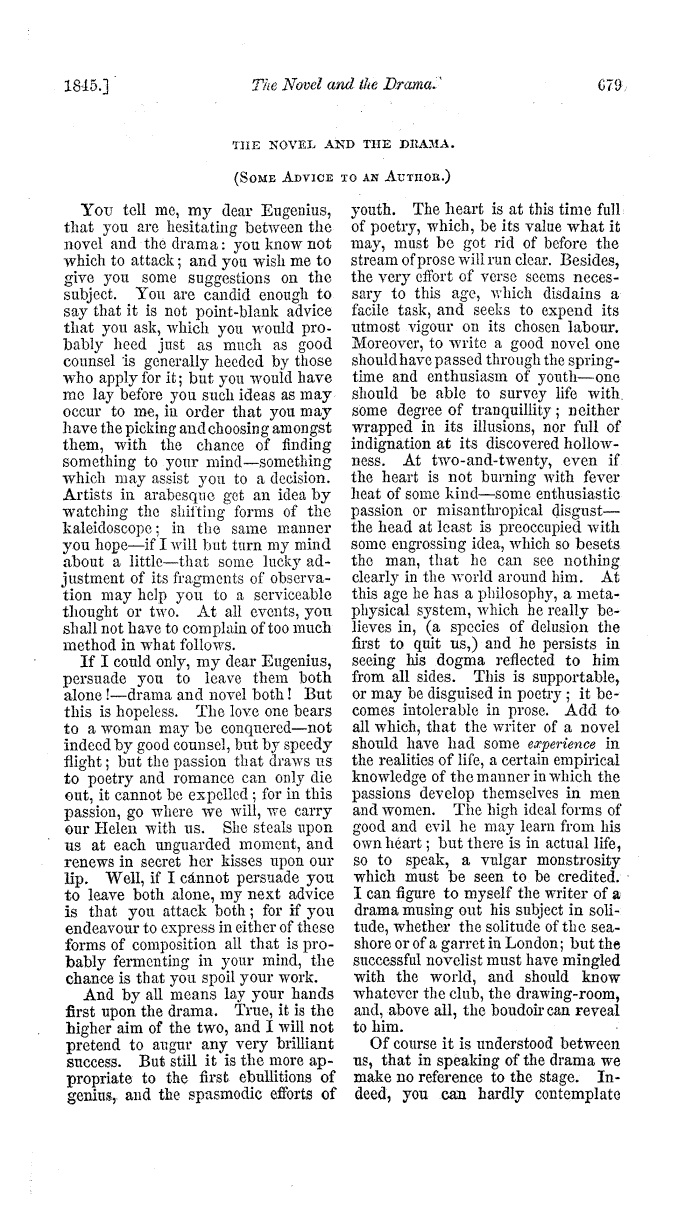 1845.] The Novel and the Drama. 679
THE NOVEL AND THE DRAMA.
(SOME ADVICE TO AN AUTHOR.)
YOU tell me, my dear Eugenius,
that you are hesitating between the
novel and the drama: you know not
which to attack; and you wish me to
give you some suggestions on the
subject. You are candid enough to
say that it is not point-blank advice
that you ask, which you would pro-
bably heed just as much as good
counsel is generally heeded by those
who apply for it; but you would have
me lay before you such ideas as may
occur to me, in order that you may
have the picking and choosing amongst
them, with the chance of finding
something to your mind—something
which may assist you to a decision.
Artists in arabesque get an idea by
watching the shifting forms of the
kaleidoscope; in the same manner
you hope—if I will but turn my mind
about a little—that some lucky ad-
justment of its fragments of observa-
tion may help you to a serviceable
thought or two. At all events, you
shall not have to complain of too much
method in what follows.
If I could only, my dear Eugenius,
persuade you to leave them both
alone!—drama and novel both! But
this is hopeless. The love one bears
to a woman may be conquered—not
indeed by good counsel, but by speedy
flight; but the passion that draws us
to poetry and romance can only die
out, it cannot be expelled; for in this
passion, go where we will, we carry
our Helen with us. She steals upon
us at each unguarded moment, and
renews in secret her kisses upon our
lip. Well, if I cannot persuade you
to leave both alone, my next advice
is that you attack both; for if you
endeavour to express in either of these
forms of composition all that is pro-
bably fermenting in your mind, the
chance is that you spoil your work.
And by all means lay your hands
first upon the drama. True, it is the
higher aim of the two, and I will not
pretend to augur any very brilliant
success. But still it is the more ap-
propriate to the first ebullitions of
genius, and the spasmodic efforts of
youth. The heart is at this time full
of poetry, which, be its value what it
may, must be got rid of before the
stream of prose will run clear. Besides,
the very effort of verse seems neces-
sary to this age, which disdains a
facile task, and seeks to expend its
utmost vigour on its chosen labour.
Moreover, to write a good novel one
should have passed through the spring-
time and enthusiasm of youth—one
should be able to survey life with
some degree of tranquillity; neither
wrapped in its illusions, nor full of
indignation at its discovered hollow-
ness. At two-and-twenty, even if
the heart is not burning with fever
heat of some kind—some enthusiastic
passion or misanthropical disgust—
the head at least is preoccupied with
some engrossing idea, which so besets
the man, that he can see nothing
clearly in the world around him. At
this age he has a philosophy, a meta-
physical system, which he really be-
lieves in, (a species of delusion the
first to quit us,) and he persists in
seeing his dogma reflected to him
from all sides. This is supportable,
or may be disguised in poetry; it be-
comes intolerable in prose. Add to
all which, that the writer of a novel
should have had some experience in
the realities of life, a certain empirical
knowledge of the manner in which the
passions develop themselves in men
and women. The high ideal forms of
good and evil he may learn from his
own heart; but there is in actual life,
so to speak, a vulgar monstrosity
which must be seen to be credited.
I can figure to myself the writer of a
drama musing out his subject in soli-
tude, whether the solitude of the sea-
shore or of a garret in London; but the
successful novelist must have mingled
with the world, and should know
whatever the club, the drawing-room,
and, above all, the boudoir can reveal
to him.
Of course it is understood between
us, that in speaking of the drama we
make no reference to the stage. In-
deed, you can hardly contemplate